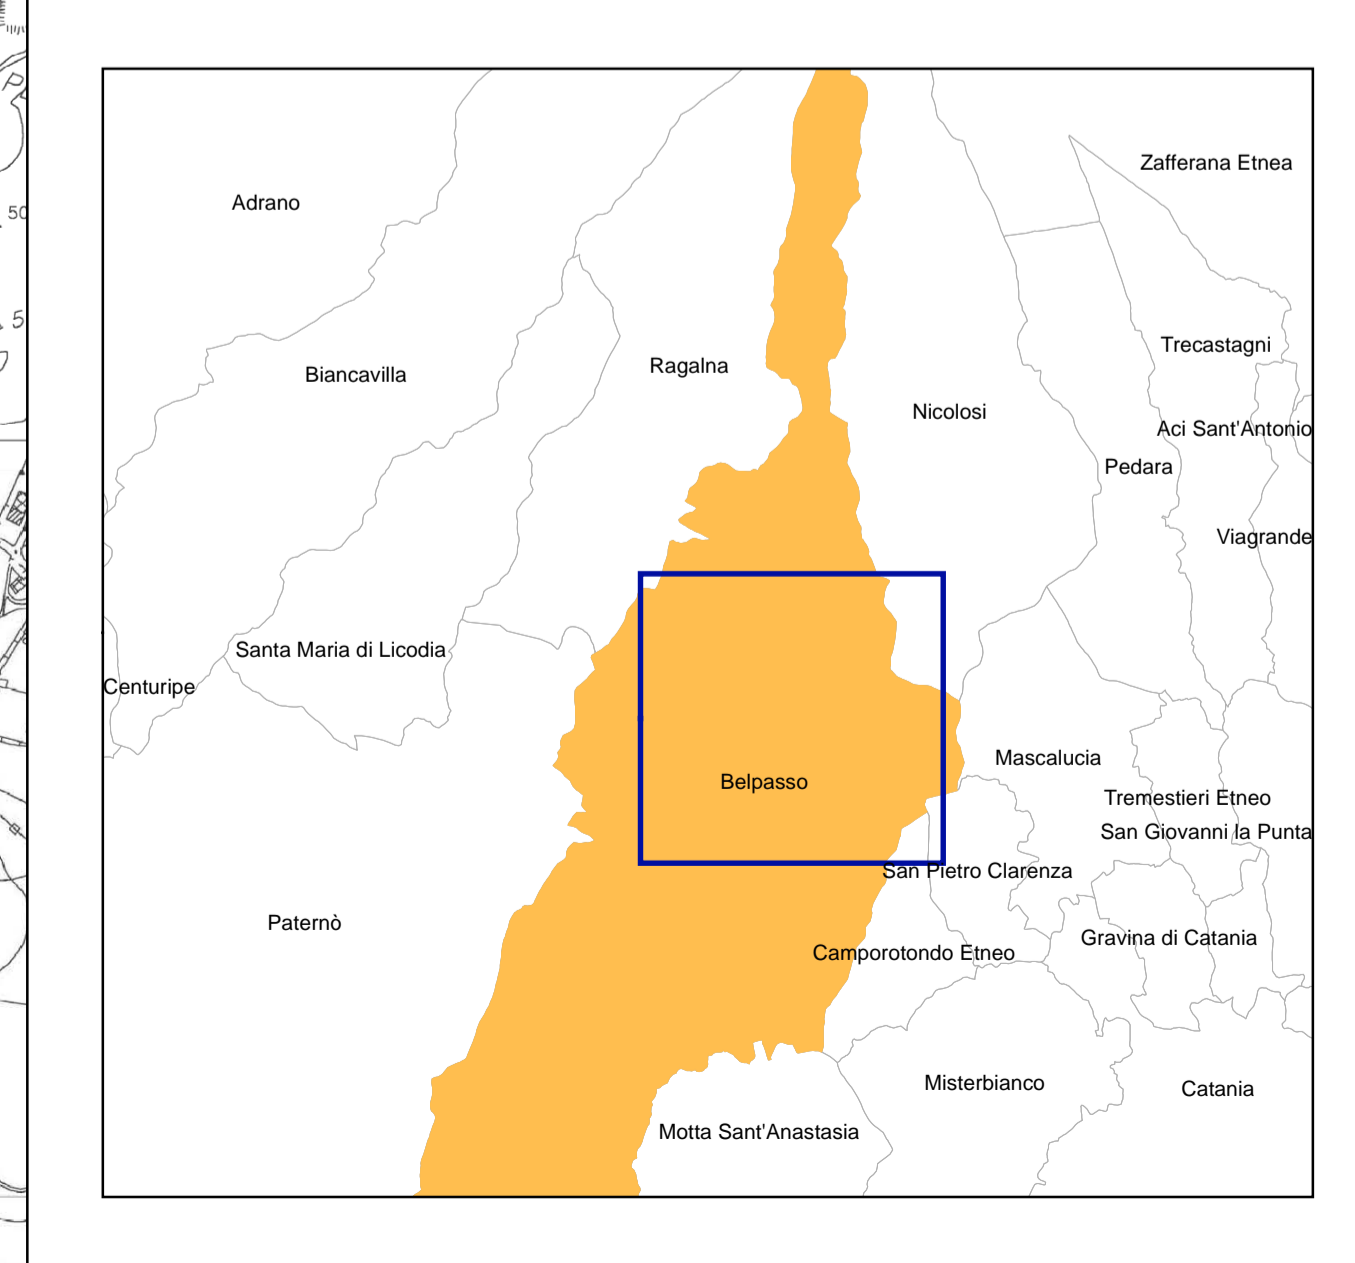 P
50
5
Zafferana Etnea
Adrano
Trecastagni
Ragalna
Biancavilla
Nicolosi
Aci Sant'Antonio
Pedara
Viagrande
Santa Maria di Licodia
Centuripe
Mascalucia
Belpasso
Tremestieri Etneo
San Giovanni la Punta
San Pietro Clarenza
Paternò
Gravina di Catania
Camporotondo Etneo
Misterbianco
Catania
Motta Sant'Anastasia